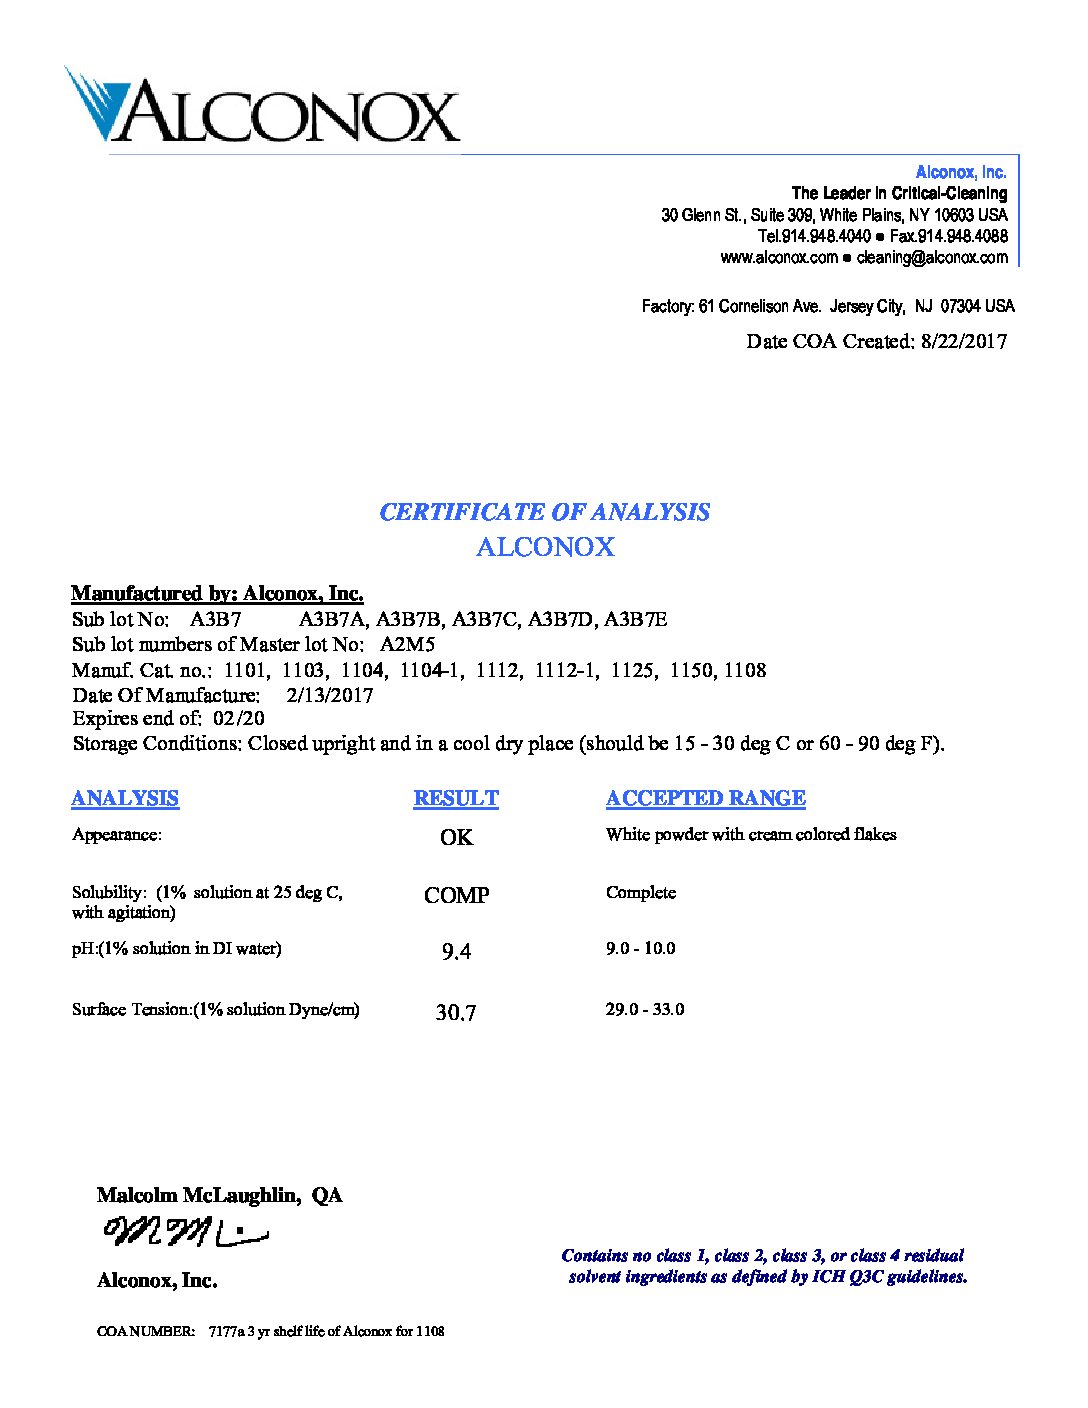 ALCONOX
Alconox, Inc.
The Leader in Critical-Cleaning
30 Glenn St., Suite 309, White Plains, NY 10603 USA
Tel.914.948.4040 ● Fax.914.948.4088
www.alconox.com ● cleaning@alconox.com
Factory: 61 Cornelison Ave. Jersey City, NJ 07304 USA
Date COA Created: 8/22/2017
CERTIFICATE OF ANALYSIS
ALCONOX
Manufactured by: Alconox, Inc.
Sub lot No: A3B7 A3B7A, A3B7B, A3B7C, A3B7D, A3B7E
Sub lot numbers of Master lot No: A2M5
Manuf. Cat. no.: 1101, 1103, 1104, 1104-1, 1112, 1112-1, 1125, 1150, 1108
Date Of Manufacture: 2/13/2017
Expires end of: 02/20
Storage Conditions: Closed upright and in a cool dry place (should be 15 - 30 deg C or 60 - 90 deg F).
ANALYSIS RESULT ACCEPTED RANGE
Appearance: OK White powder with cream colored flakes
Solubility: (1% solution at 25 deg C, COMP Complete
with agitation)
pH:(1% solution in DI water) 9.4 9.0 - 10.0
Surface Tension:(1% solution Dyne/cm) 30.7 29.0 - 33.0
Malcolm McLaughlin, QA
Alconox, Inc.
Contains no class 1, class 2, class 3, or class 4 residual
solvent ingredients as defined by ICH Q3C guidelines.
COA NUMBER: 7177a 3 yr shelf life of Alconox for 1108